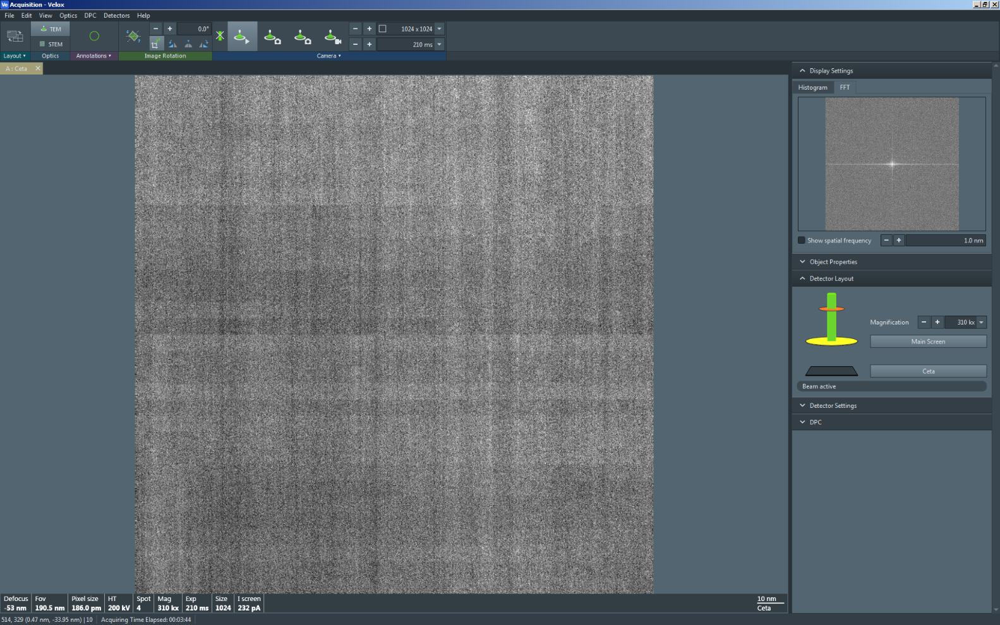 Ve Acquisition - Velox
File Edit View Optics DPC Detectors Help
TEM
STEM
0.0°
1024 x 1024
210 ms
Layout Optics Annotations Image Rotation Camera
A : Ceta
Display Settings
Histogram FFT
Show spatial frequency 1.0 nm
Object Properties
Detector Layout
Magnification 310 kx
Main Screen
Ceta
Beam active
Detector Settings
DPC
Defocus Fov Pixel size HT Spot Mag Exp Size I screen
-53 nm 190.5 nm 186.0 pm 200 kV 4 310 kx 210 ms 1024 232 pA
10 nm
Ceta
514, 329 (0.47 nm, -33.95 nm) | 10 Acquiring Time Elapsed: 00:03:44